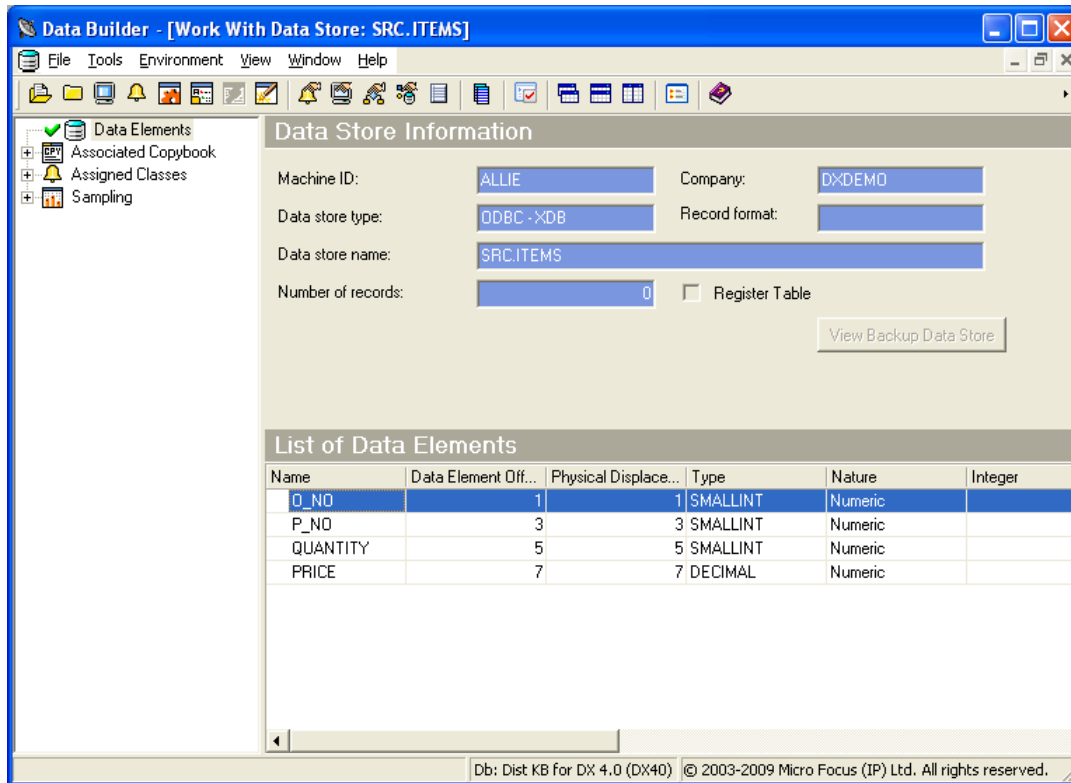 Data Builder - [Work With Data Store: SRC.ITEMS]
File Tools Environment View Window Help
Data Elements
Associated Copybook
Assigned Classes
Sampling
Data Store Information
Machine ID: ALLIE Company: DXDEMO
Data store type: ODBC - XDB Record format:
Data store name: SRC.ITEMS
Number of records: 0 Register Table
View Backup Data Store
List of Data Elements
Name Data Element Off... Physical Displace... Type Nature Integer
O_NO 1 1 SMALLINT Numeric
P_NO 3 3 SMALLINT Numeric
QUANTITY 5 5 SMALLINT Numeric
PRICE 7 7 DECIMAL Numeric
Db: Dist KB for DX 4.0 (DX40) © 2003-2009 Micro Focus (IP) Ltd. All rights reserved.